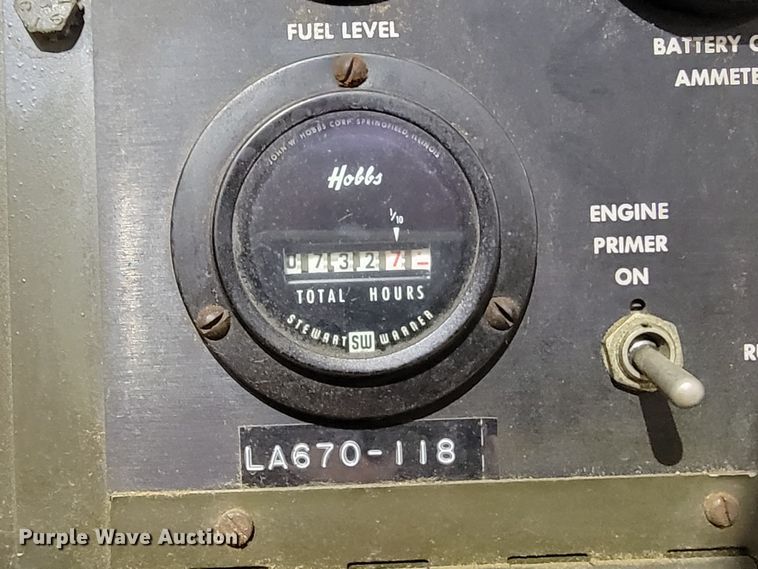 FUEL LEVEL
BATTERY
AMMETE
JOHN W. HOBBS CORP. SPRINGFIELD, ILLINOIS
Hobbs
1/10
0 7 3 2 7
TOTAL HOURS
STEWART SW WARNER
ENGINE
PRIMER
ON
LA670-118
Purple Wave Auction